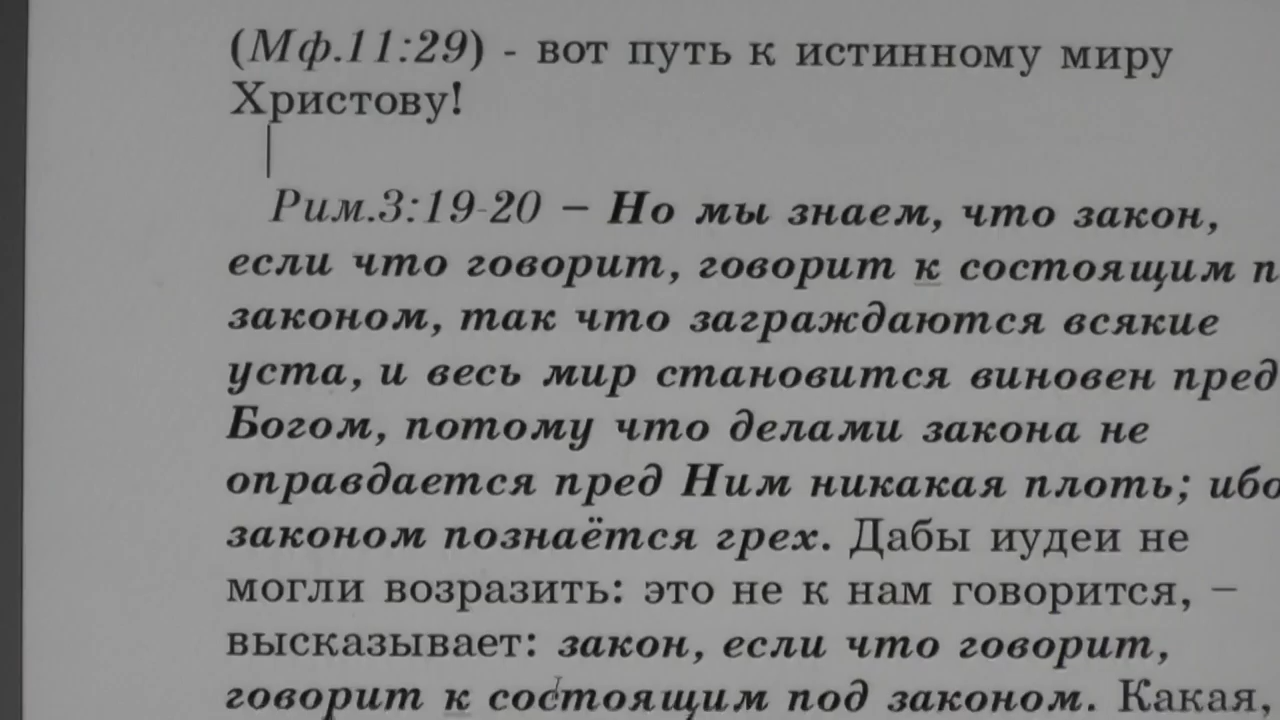 (Мф.11:29) - вот путь к истинному миру
Христову!
Рим.3:19-20 – Но мы знаем, что закон,
если что говорит, говорит к состоящим п
законом, так что заграждаются всякие
уста, и весь мир становится виновен пред
Богом, потому что делами закона не
оправдается пред Ним никакая плоть; ибо
законом познаётся грех. Дабы иудеи не
могли возразить: это не к нам говорится, –
высказывает: закон, если что говорит,
говорит к состоящим под законом. Какая,